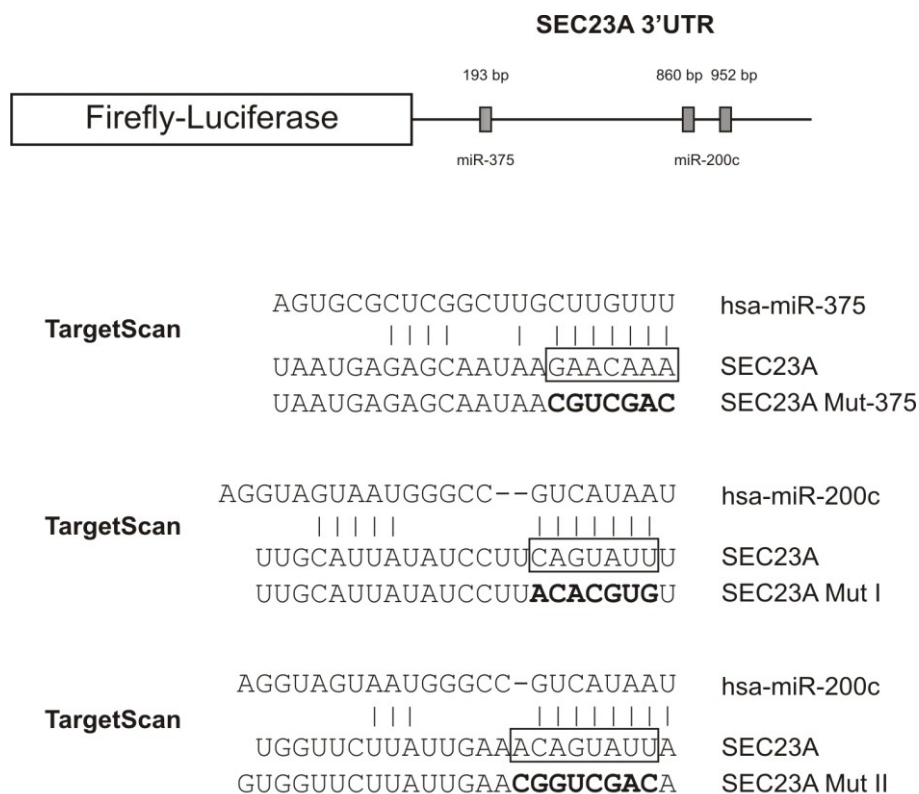 SEC23A 3'UTR
193 bp 860 bp 952 bp
Firefly-Luciferase
miR-375 miR-200c
AGUGCGCUCGGCUUGCUUGUUU hsa-miR-375
TargetScan
UAAUGAGAGCAAUAAGAACAAA SEC23A
UAAUGAGAGCAAUAACGUCGAC SEC23A Mut-375
AGGUAGUAAUGGGCC--GUCAUAAU hsa-miR-200c
TargetScan
UUGCAUUAUAUCCUUCAGUAUUU SEC23A
UUGCAUUAUAUCCUUACACGUGU SEC23A Mut I
AGGUAGUAAUGGGCC-GUCAUAAU hsa-miR-200c
TargetScan
UGGUUCUUAUUGAAACAGUAUUA SEC23A
GUGGUUCUUAUUGAACGGUCGACA SEC23A Mut II